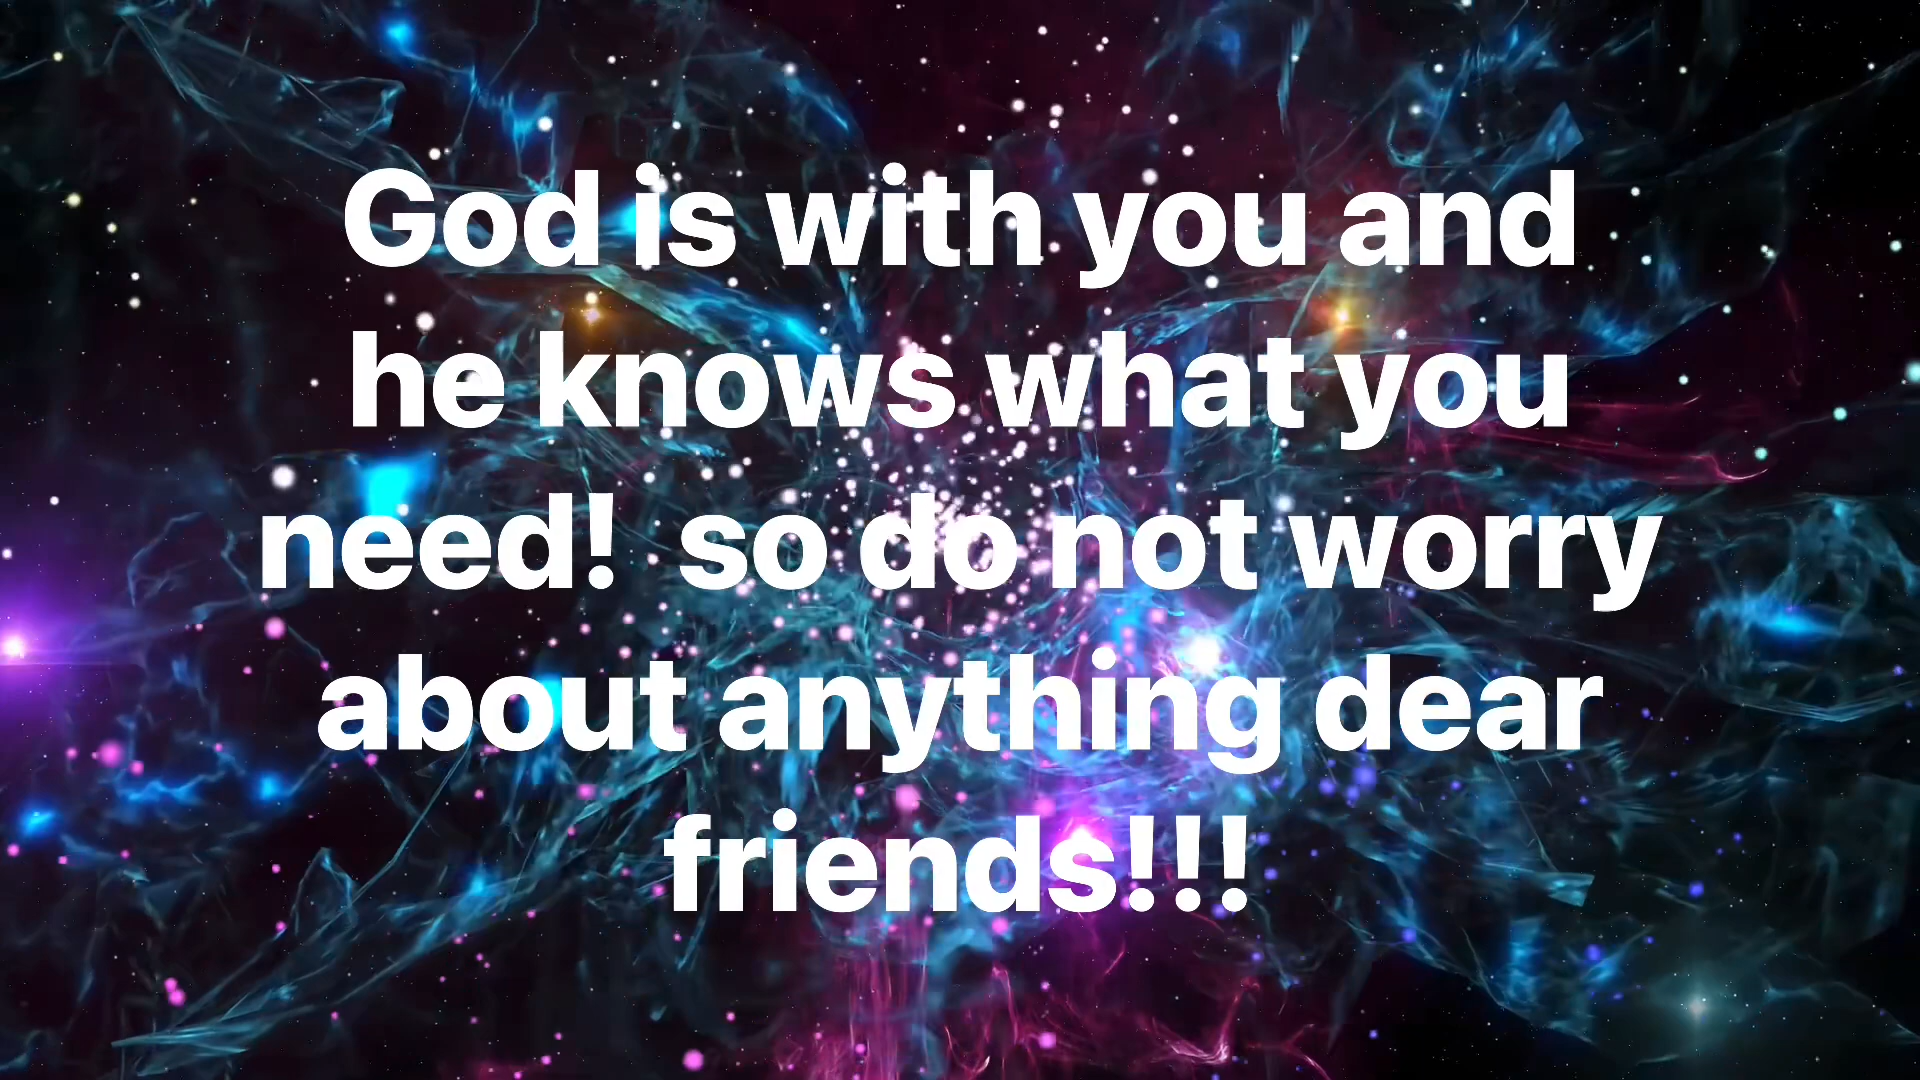 God is with you and
he knows what you
need!  so do not worry
about anything dear
friends!!!